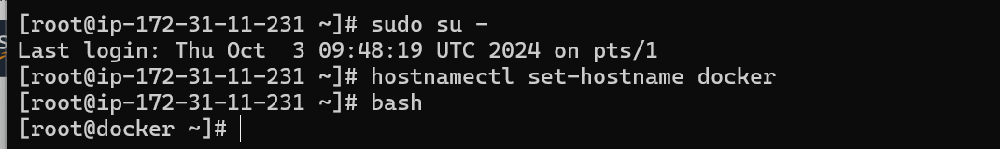 [root@ip-172-31-11-231 ~]# sudo su -
Last login: Thu Oct  3 09:48:19 UTC 2024 on pts/1
[root@ip-172-31-11-231 ~]# hostnamectl set-hostname docker
[root@ip-172-31-11-231 ~]# bash
[root@docker ~]#